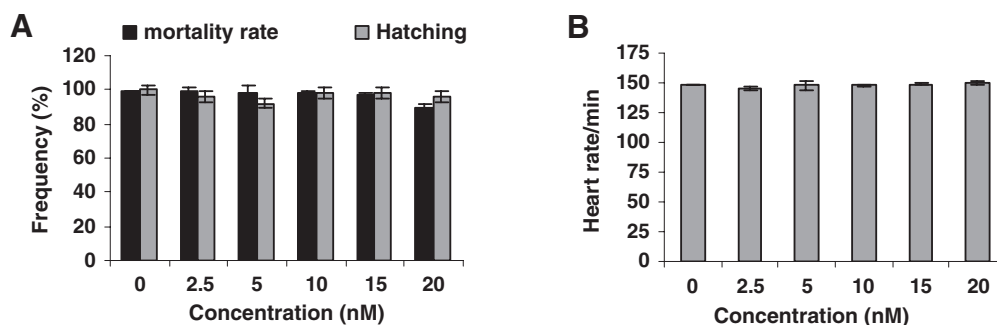 A
mortality rate
Hatching
120
100
80
60
40
20
0
Frequency (%)
0 2.5 5 10 15 20
Concentration (nM)
B
175
150
125
100
75
50
25
0
Heart rate/min
0 2.5 5 10 15 20
Concentration (nM)